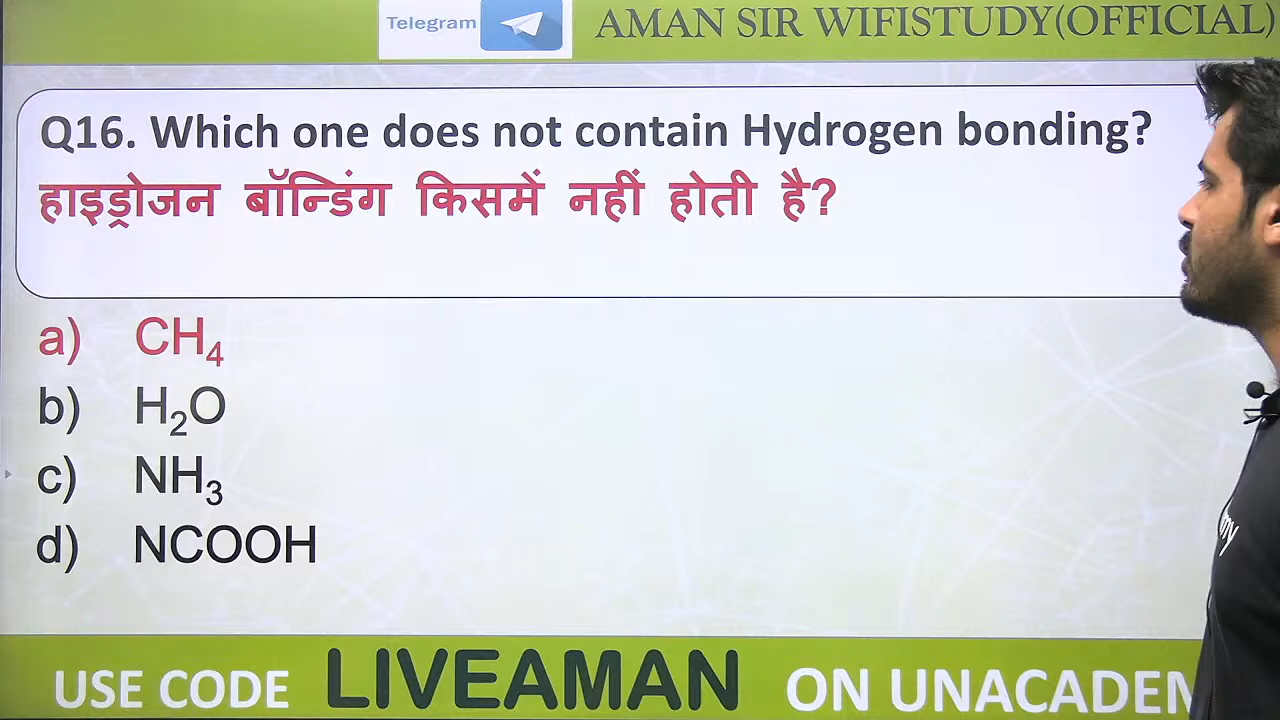 Telegram
AMAN SIR WIFISTUDY(OFFICIAL)
Q16. Which one does not contain Hydrogen bonding?
हाइड्रोजन बॉन्डिंग किसमें नहीं होती है?
a) CH₄
b) H₂O
c) NH₃
d) NCOOH
my
USE CODE LIVEAMAN ON UNACADEM